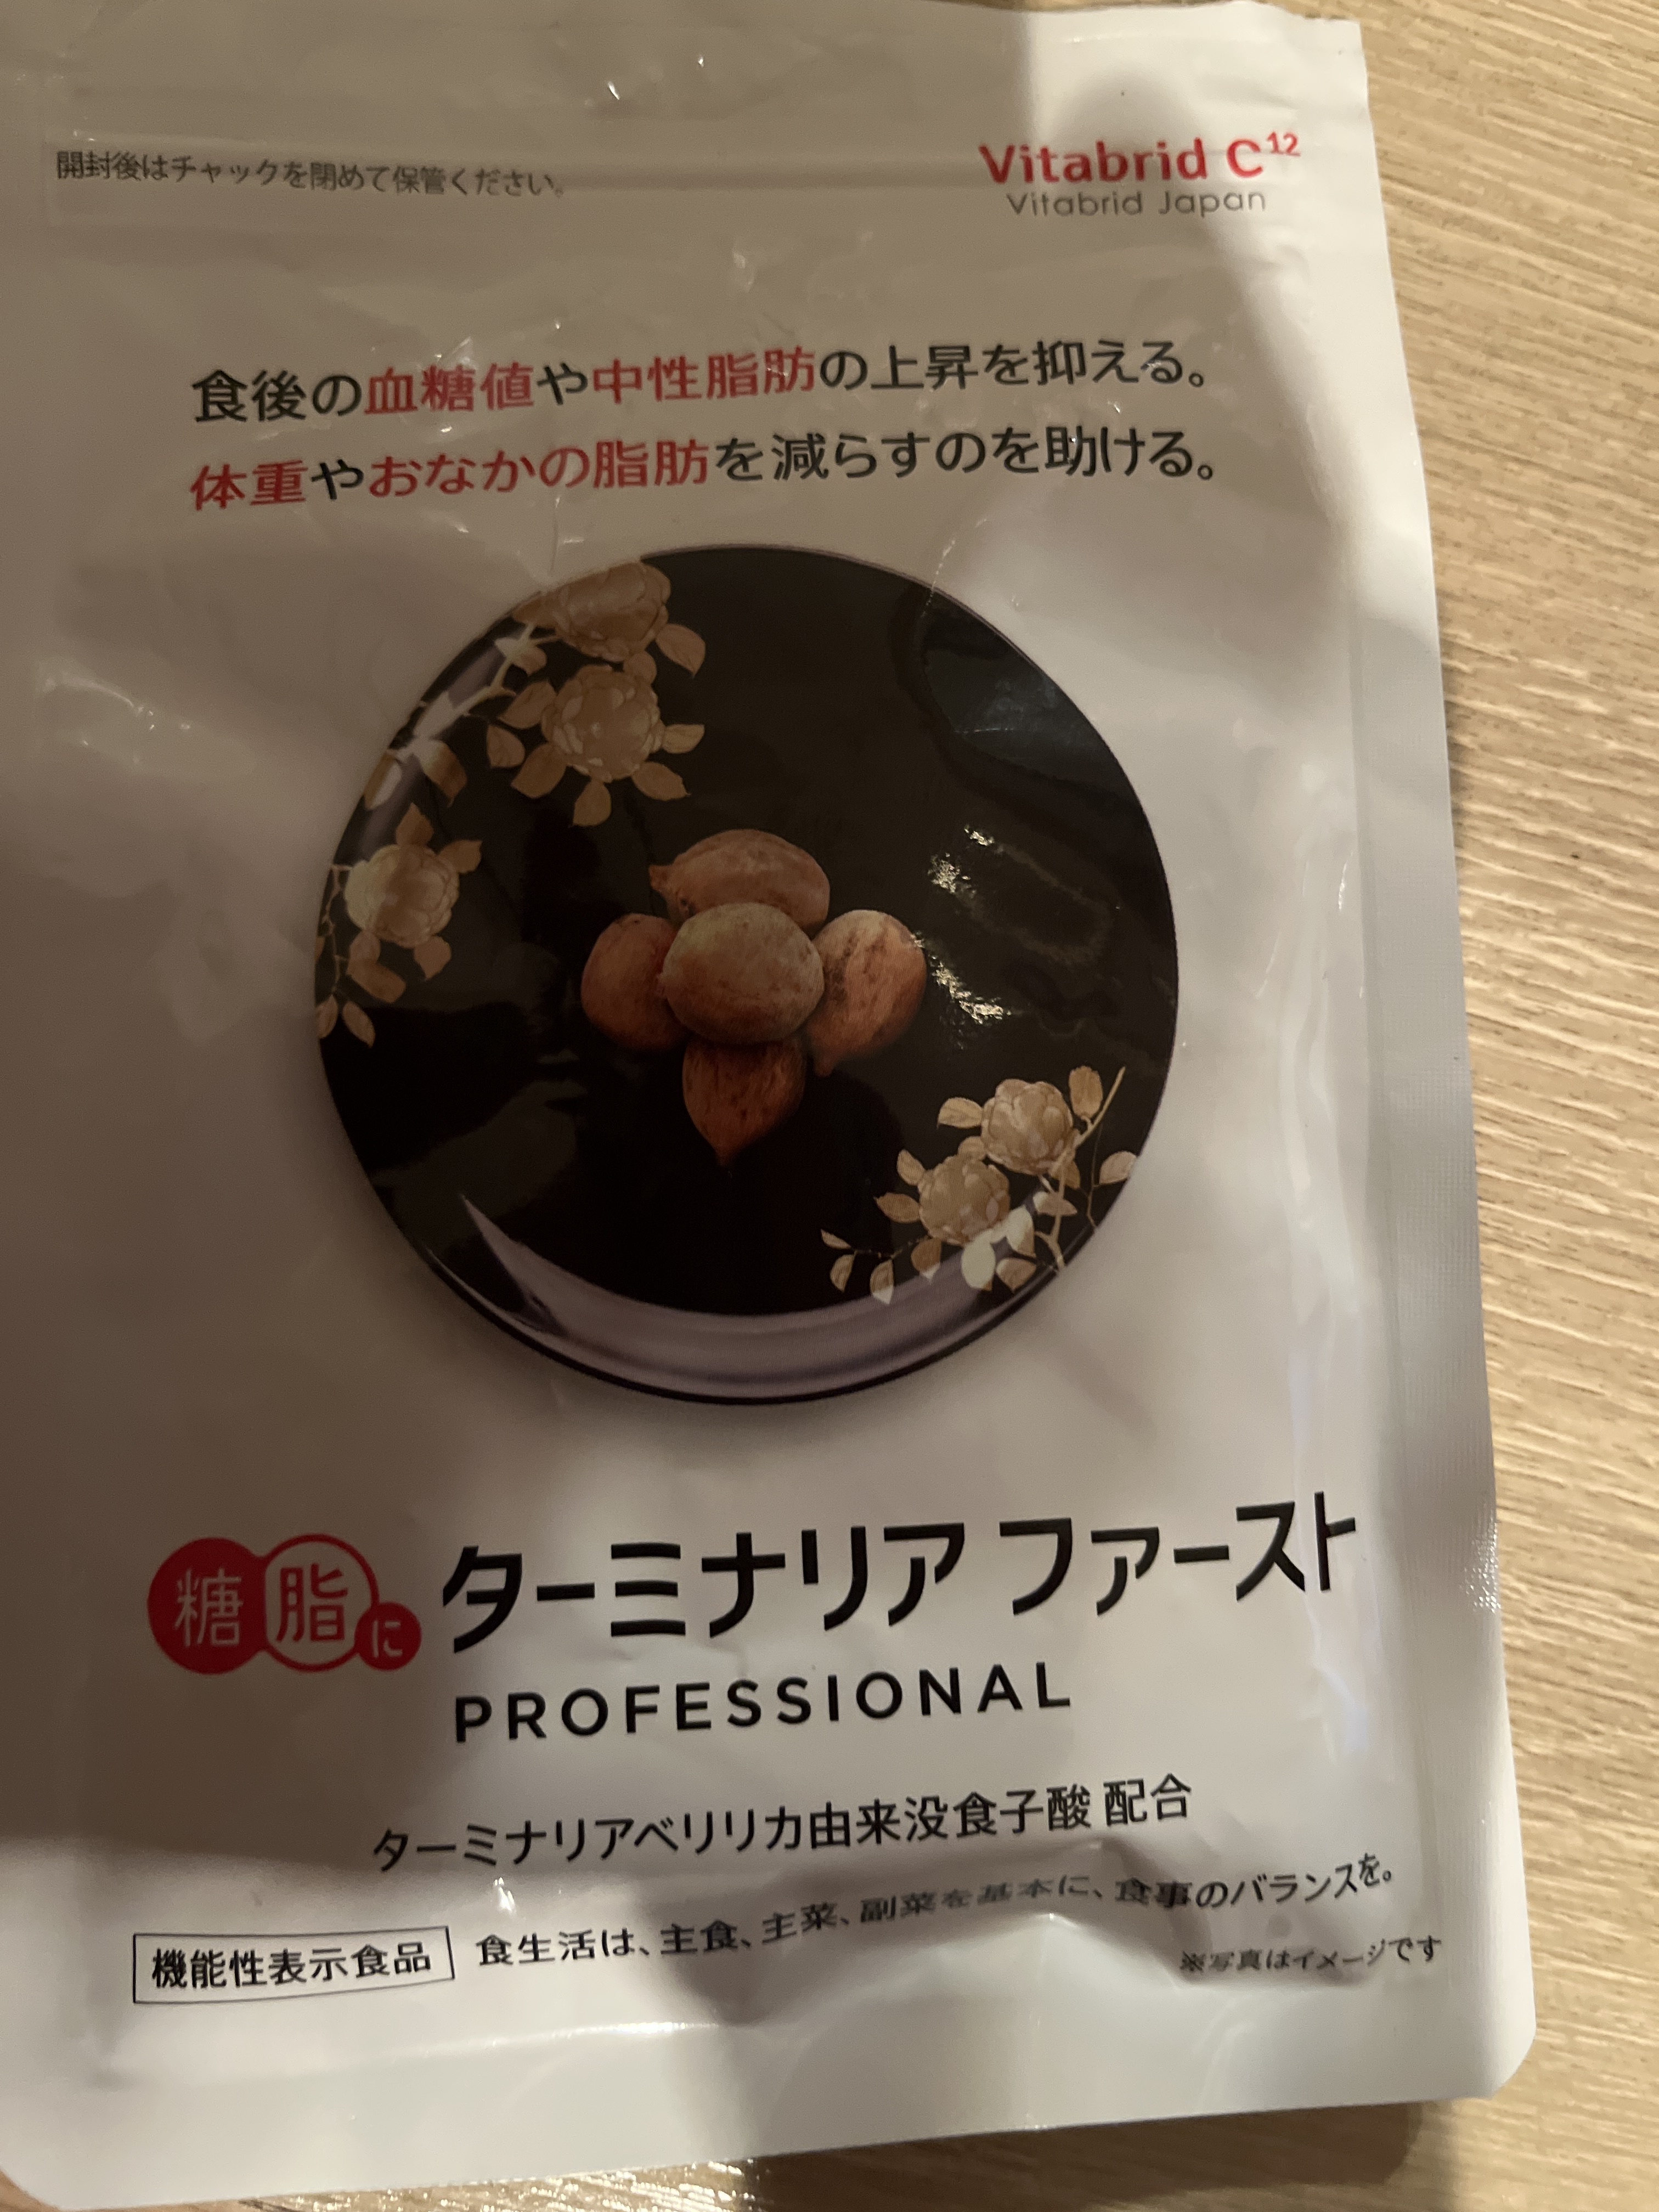 開封後はチャックを閉めて保管ください。
Vitabrid C12
Vitabrid Japan
食後の血糖値や中性脂肪の上昇を抑える。
体重やおなかの脂肪を減らすのを助ける。
糖脂に ターミナリア ファースト
PROFESSIONAL
ターミナリアベリリカ由来没食子酸 配合
機能性表示食品 食生活は、主食、主菜、副菜を基本に、食事のバランスを。
※写真はイメージです